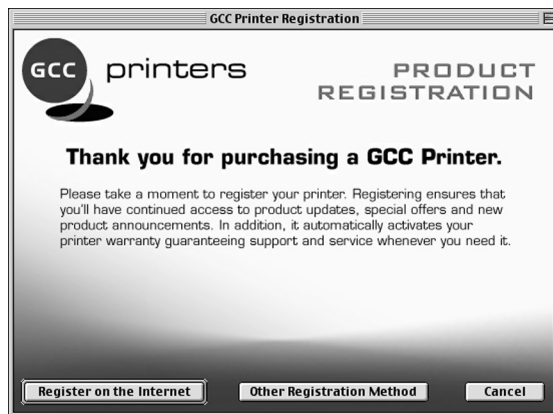 GCC Printer Registration
GCC printers
PRODUCT
REGISTRATION
Thank you for purchasing a GCC Printer.
Please take a moment to register your printer. Registering ensures that
you'll have continued access to product updates, special offers and new
product announcements. In addition, it automatically activates your
printer warranty guaranteeing support and service whenever you need it.
Register on the Internet
Other Registration Method
Cancel